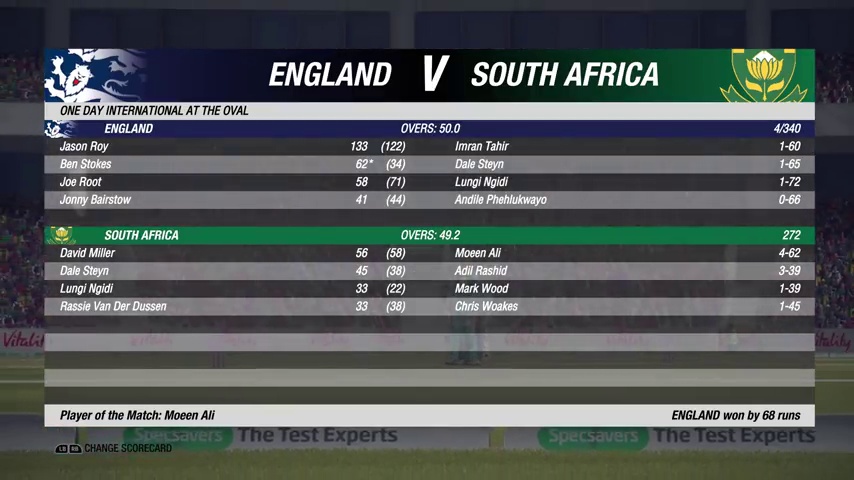 ENGLAND V SOUTH AFRICA
ONE DAY INTERNATIONAL AT THE OVAL
ENGLAND OVERS: 50.0 4/340
Jason Roy 133 (122) Imran Tahir 1-60
Ben Stokes 62* (34) Dale Steyn 1-65
Joe Root 58 (71) Lungi Ngidi 1-72
Jonny Bairstow 41 (44) Andile Phehlukwayo 0-66
SOUTH AFRICA OVERS: 49.2 272
David Miller 56 (58) Moeen Ali 4-62
Dale Steyn 45 (38) Adil Rashid 3-39
Lungi Ngidi 33 (22) Mark Wood 1-39
Rassie Van Der Dussen 33 (38) Chris Woakes 1-45
Vitality Vitality
Player of the Match: Moeen Ali ENGLAND won by 68 runs
Specsavers The Test Experts Specsavers The Test Experts
LB RB CHANGE SCORECARD